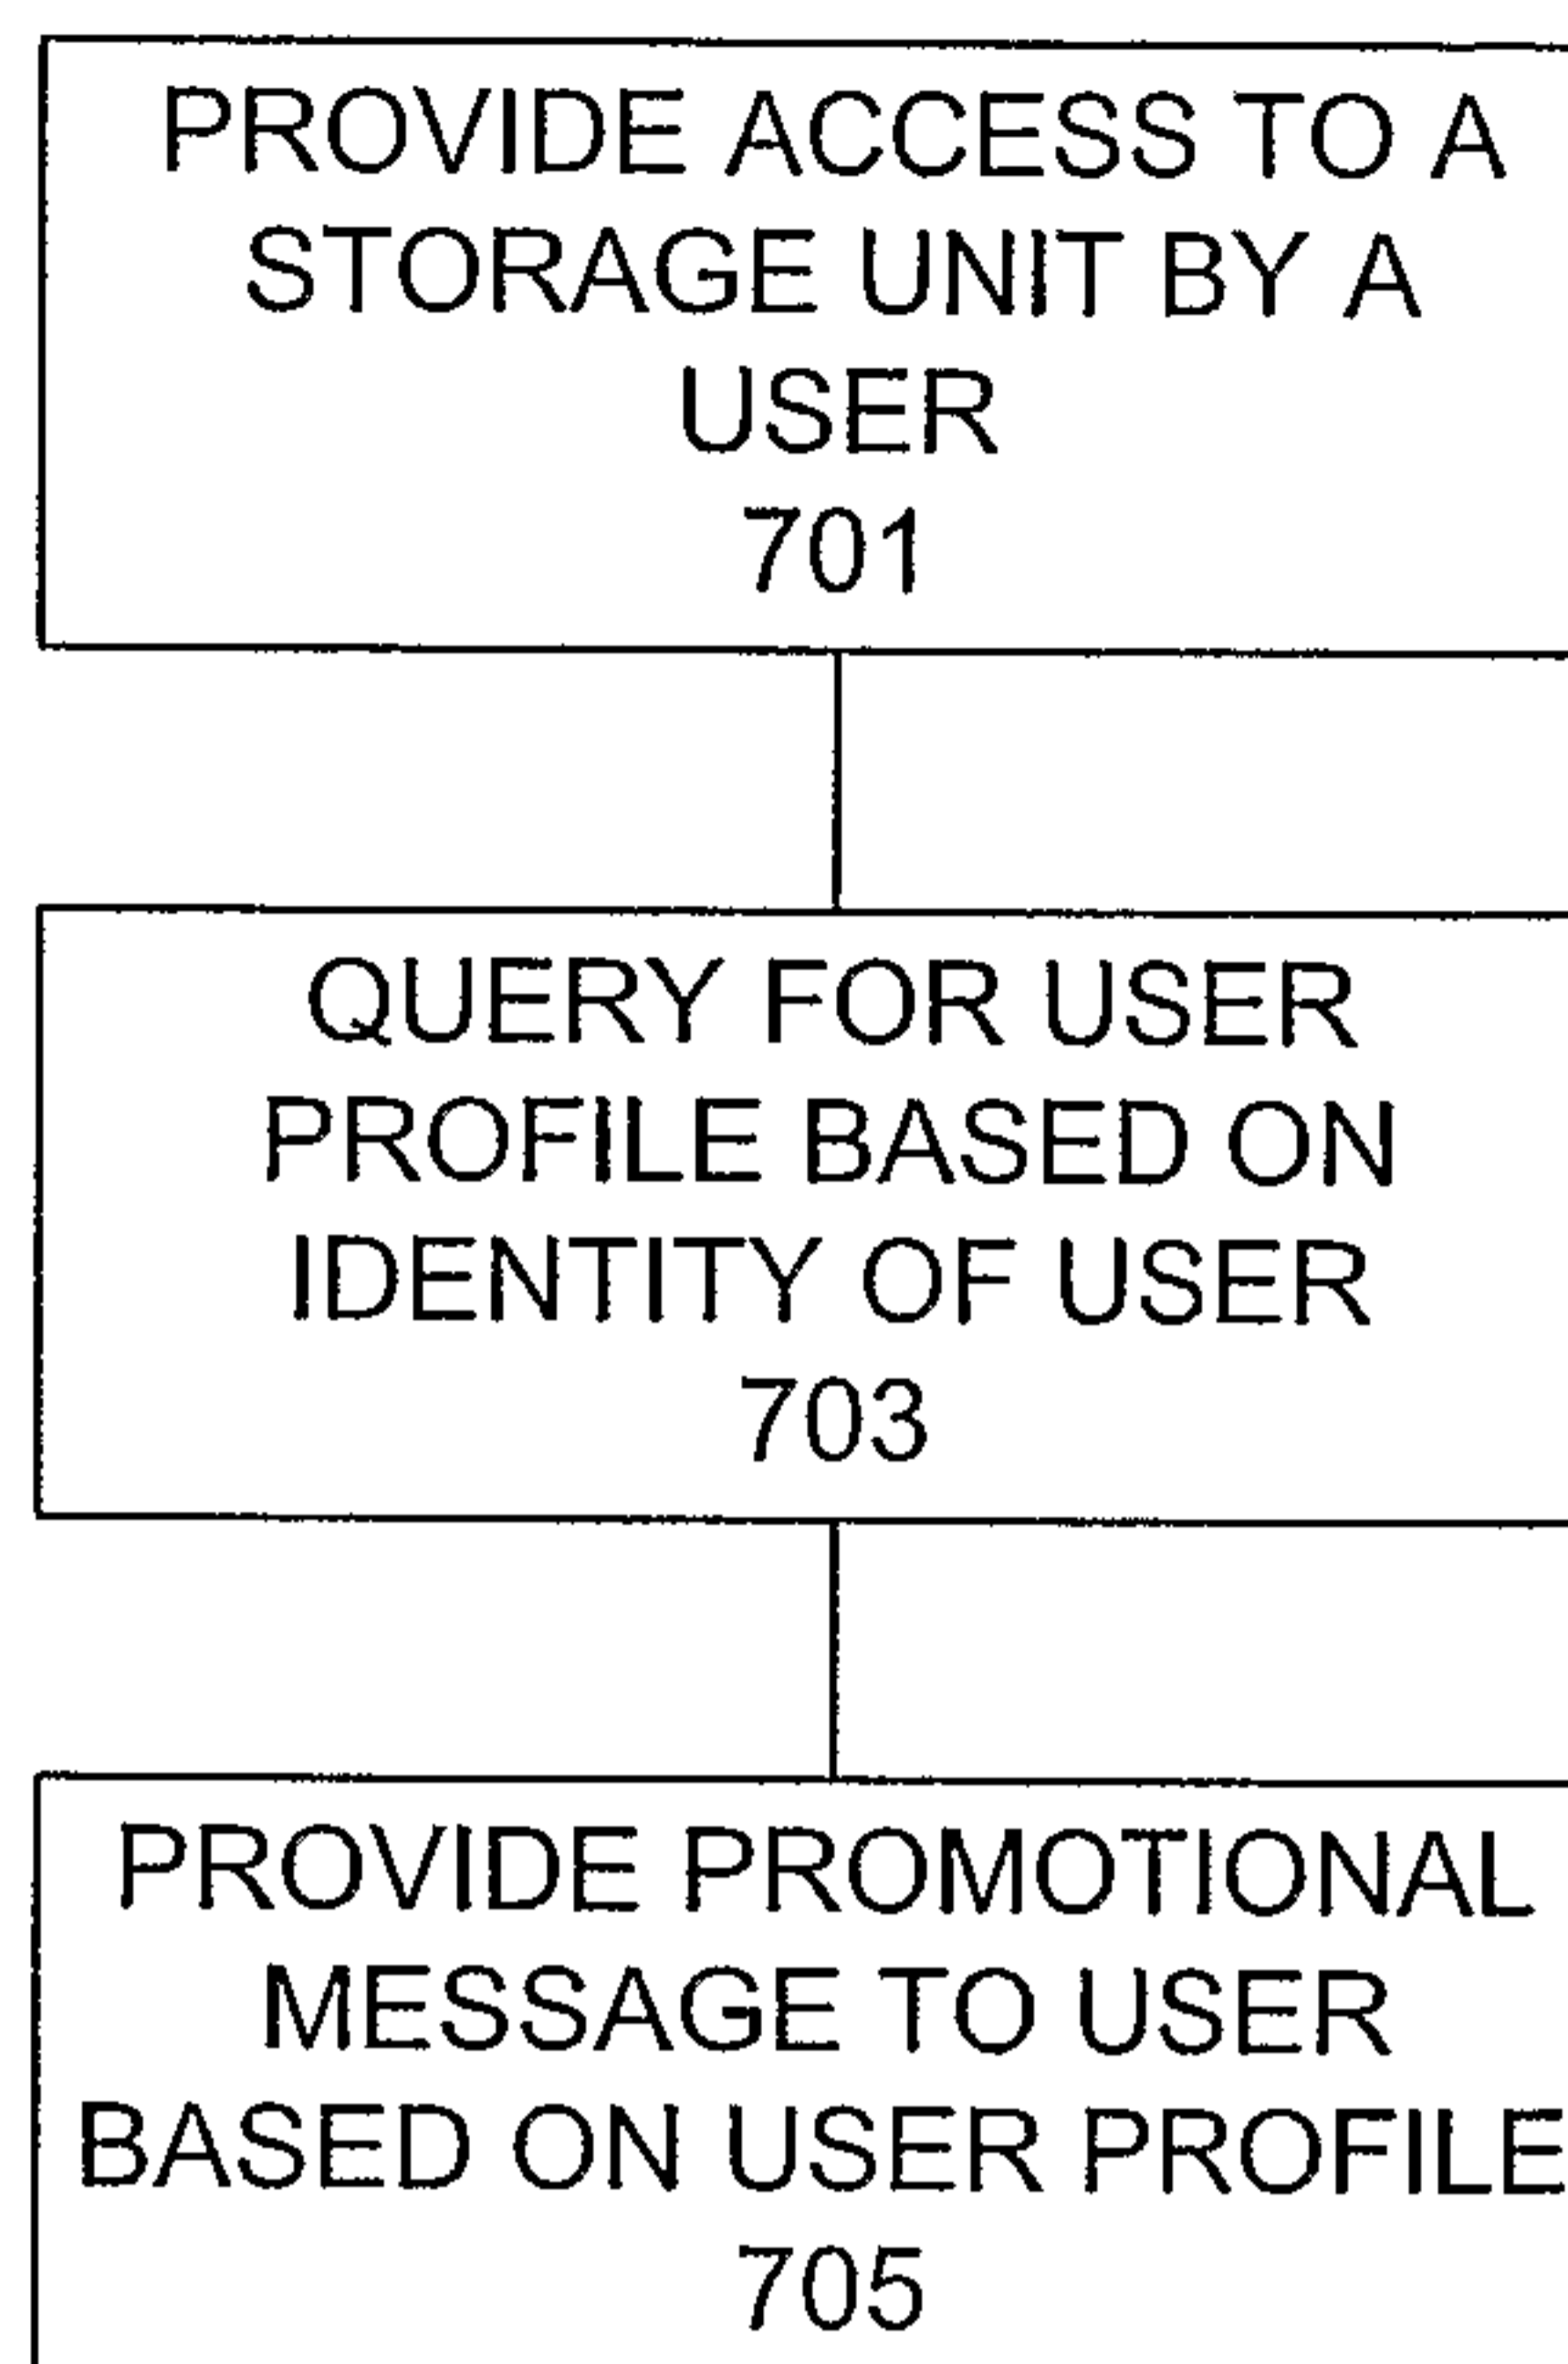 PROVIDE ACCESS TO A
STORAGE UNIT BY A
USER
701
QUERY FOR USER
PROFILE BASED ON
IDENTITY OF USER
703
PROVIDE PROMOTIONAL
MESSAGE TO USER
BASED ON USER PROFILE
705